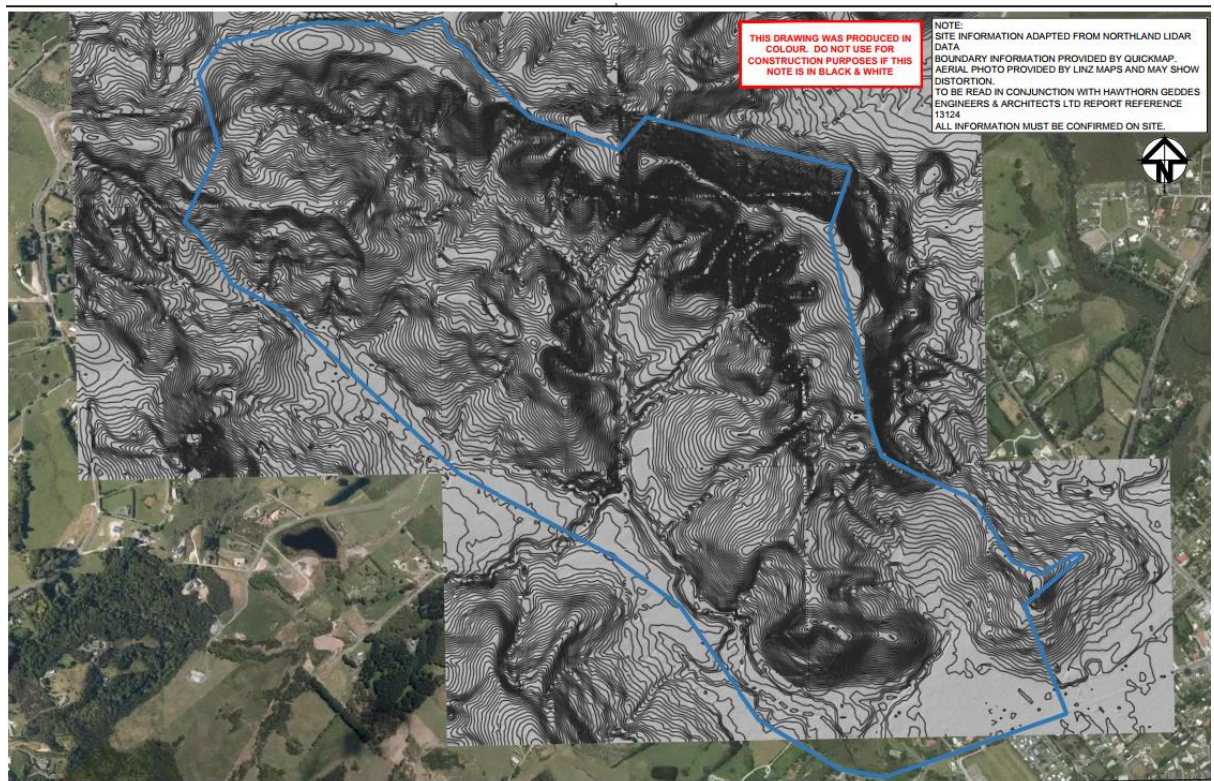 THIS DRAWING WAS PRODUCED IN
COLOUR. DO NOT USE FOR
CONSTRUCTION PURPOSES IF THIS
NOTE IS IN BLACK & WHITE
NOTE:
SITE INFORMATION ADAPTED FROM NORTHLAND LIDAR
DATA
BOUNDARY INFORMATION PROVIDED BY QUICKMAP.
AERIAL PHOTO PROVIDED BY LINZ MAPS AND MAY SHOW
DISTORTION.
TO BE READ IN CONJUNCTION WITH HAWTHORN GEDDES
ENGINEERS & ARCHITECTS LTD REPORT REFERENCE
13124
ALL INFORMATION MUST BE CONFIRMED ON SITE.
N